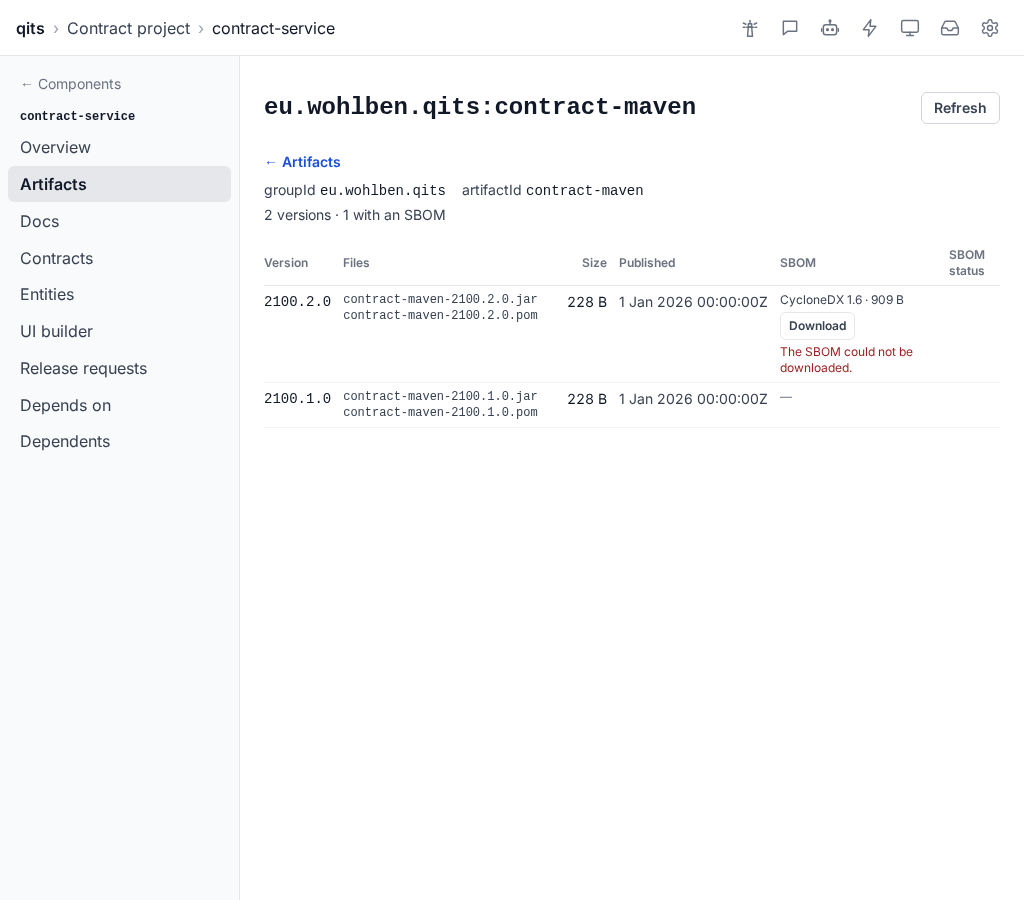 qits › Contract project › contract-service
← Components
contract-service
Overview
Artifacts
Docs
Contracts
Entities
UI builder
Release requests
Depends on
Dependents
eu.wohlben.qits:contract-maven
Refresh
← Artifacts
groupId eu.wohlben.qits artifactId contract-maven
2 versions · 1 with an SBOM
Version Files Size Published SBOM SBOM status
2100.2.0 contract-maven-2100.2.0.jar 228 B 1 Jan 2026 00:00:00Z CycloneDX 1.6 · 909 B
contract-maven-2100.2.0.pom
Download
The SBOM could not be
downloaded.
2100.1.0 contract-maven-2100.1.0.jar 228 B 1 Jan 2026 00:00:00Z —
contract-maven-2100.1.0.pom